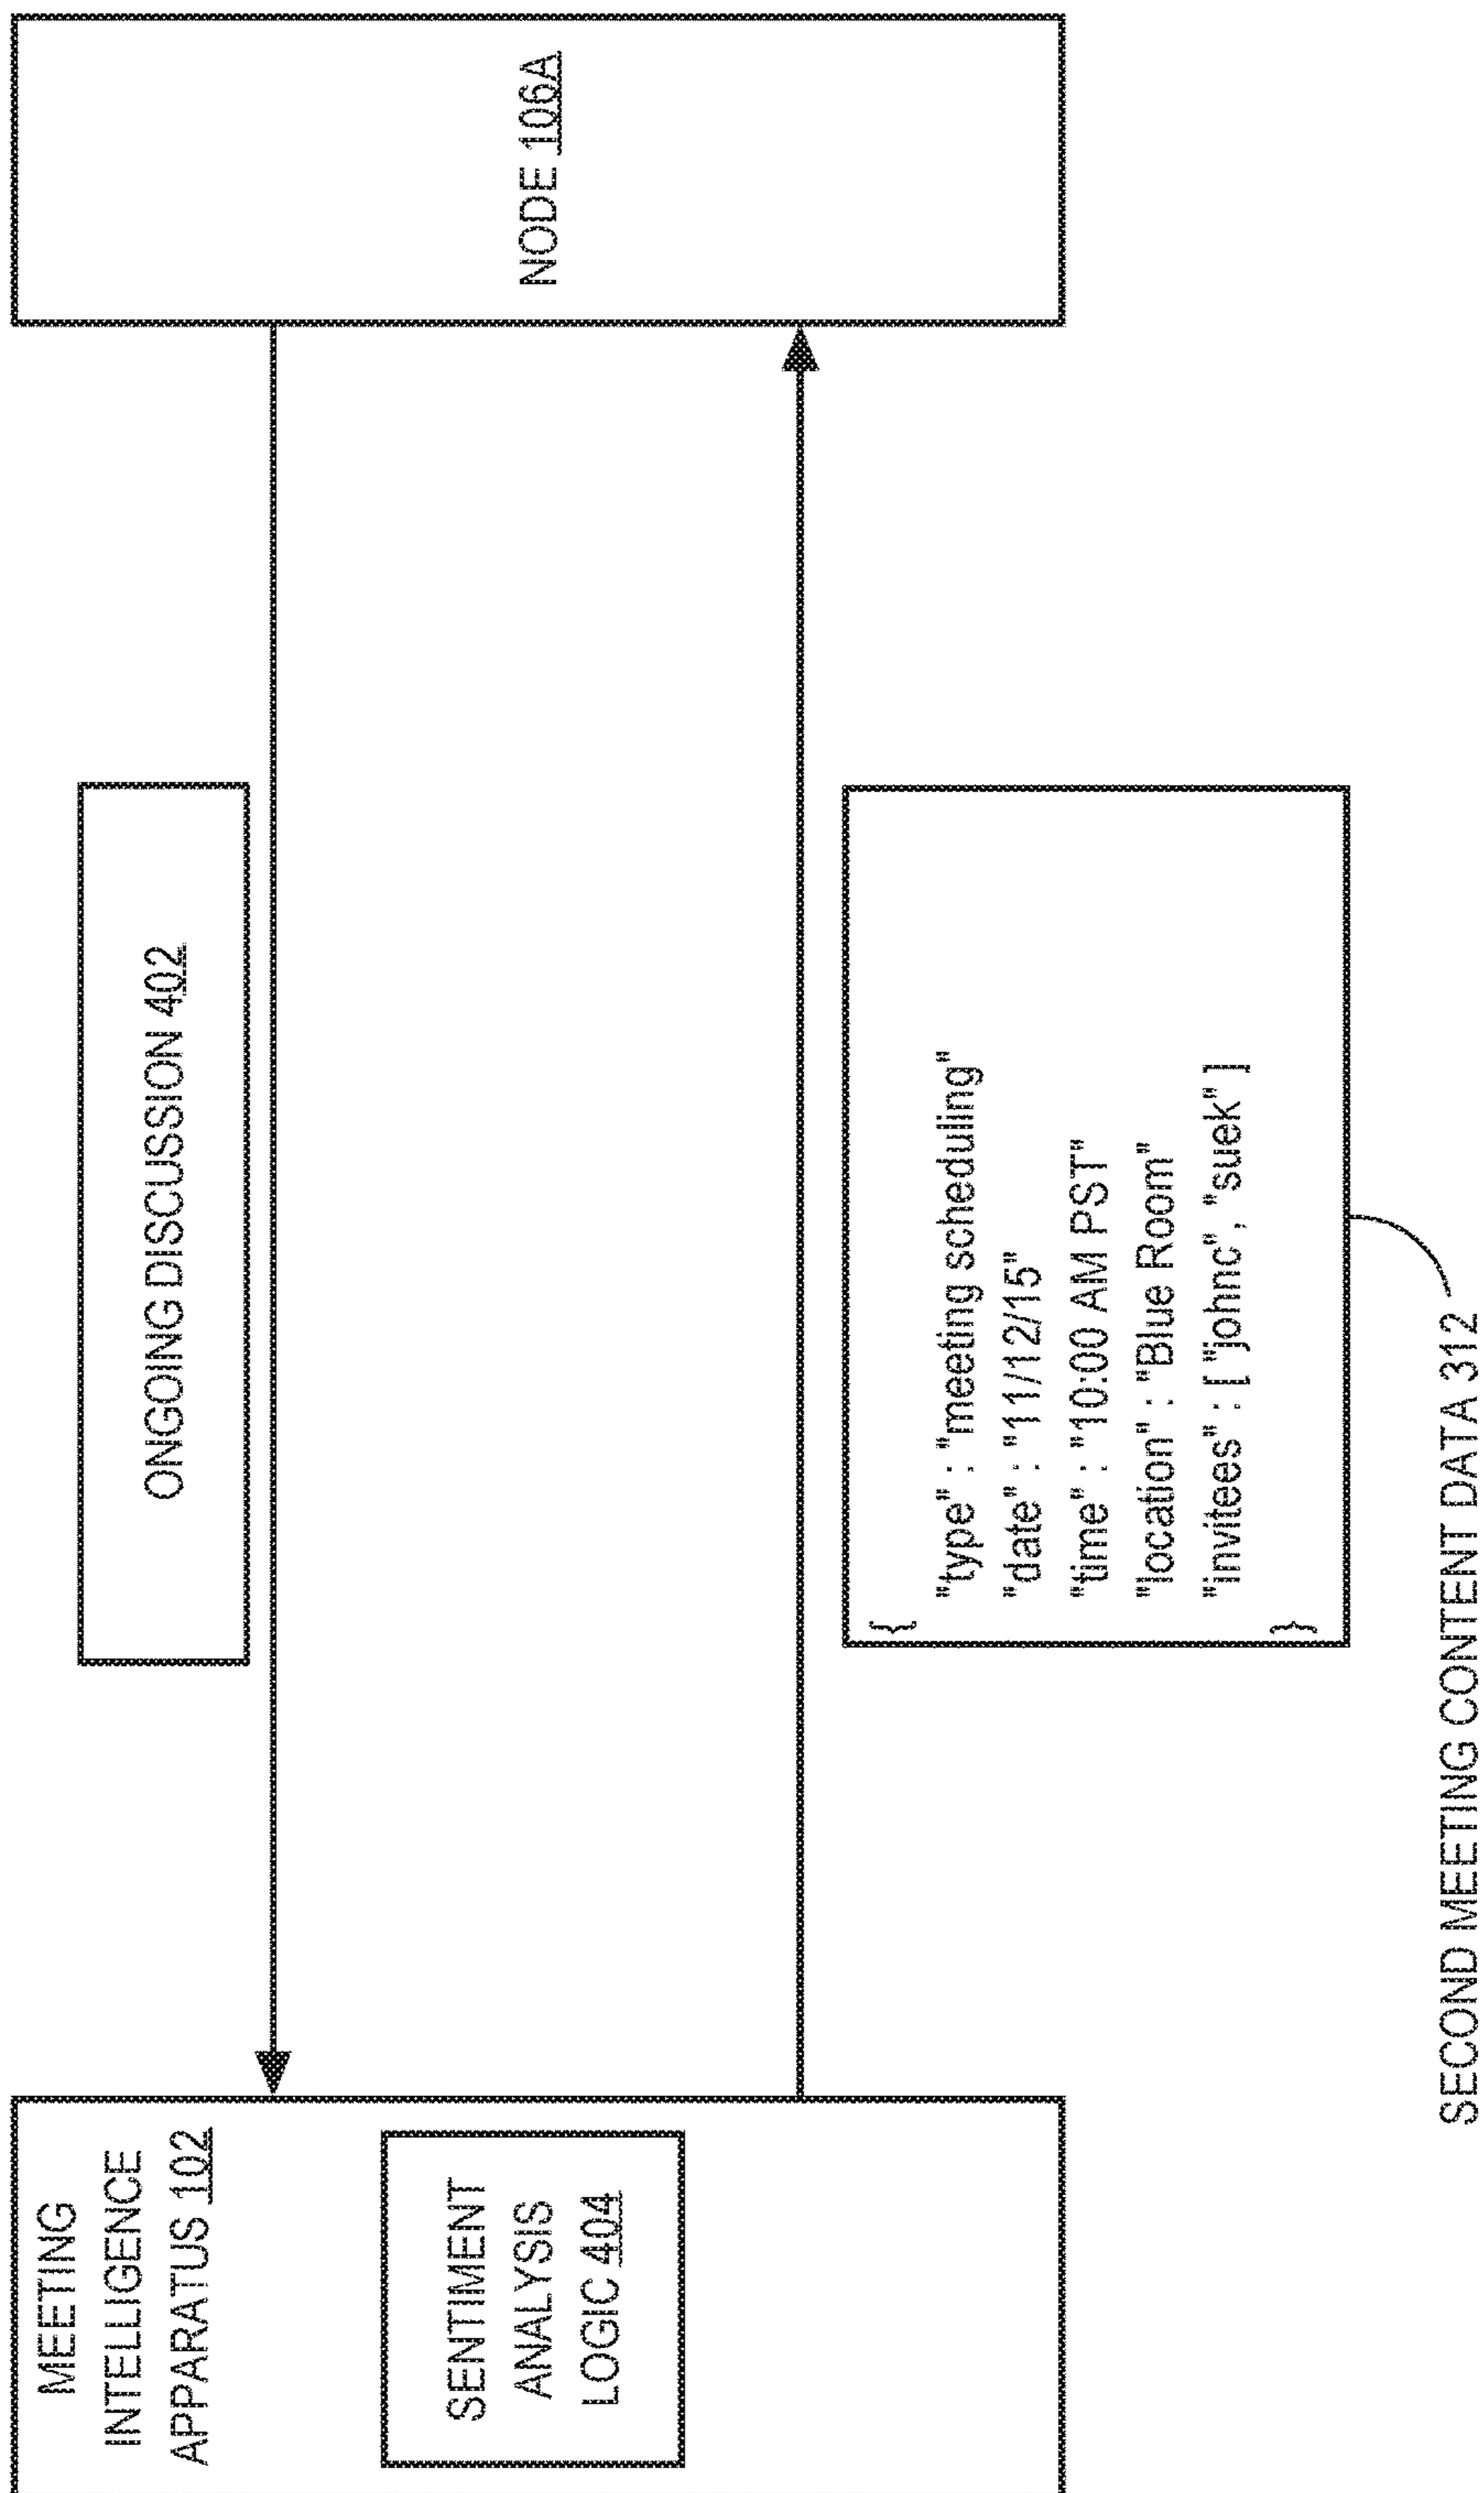 MEETING
INTELLIGENCE
APPARATUS 102
SENTIMENT
ANALYSIS
LOGIC 404
ONGOING DISCUSSION 402
NODE 106A
{
"type" : "meeting scheduling"
"date" : "11/12/15"
"time" : "10:00 AM PST"
"location" : "Blue Room"
"invitees" : [ "johnc", "suek" ]
}
SECOND MEETING CONTENT DATA 312